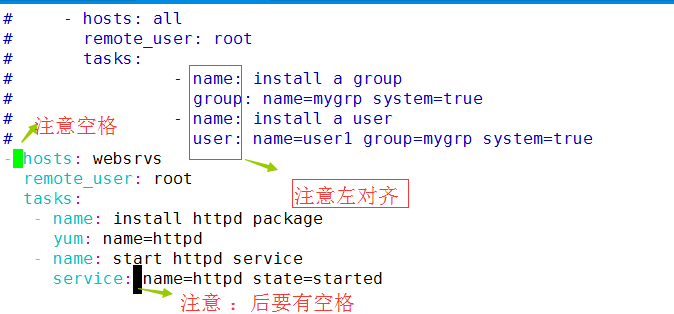 #     - hosts: all
#       remote_user: root
#       tasks:
#                - name: install a group
#                  group: name=mygrp system=true
注意空格
#                - name: install a user
#                  user: name=user1 group=mygrp system=true
- hosts: websrvs
  remote_user: root
注意左对齐
  tasks:
   - name: install httpd package
     yum: name=httpd
   - name: start httpd service
     service: name=httpd state=started
注意 : 后要有空格